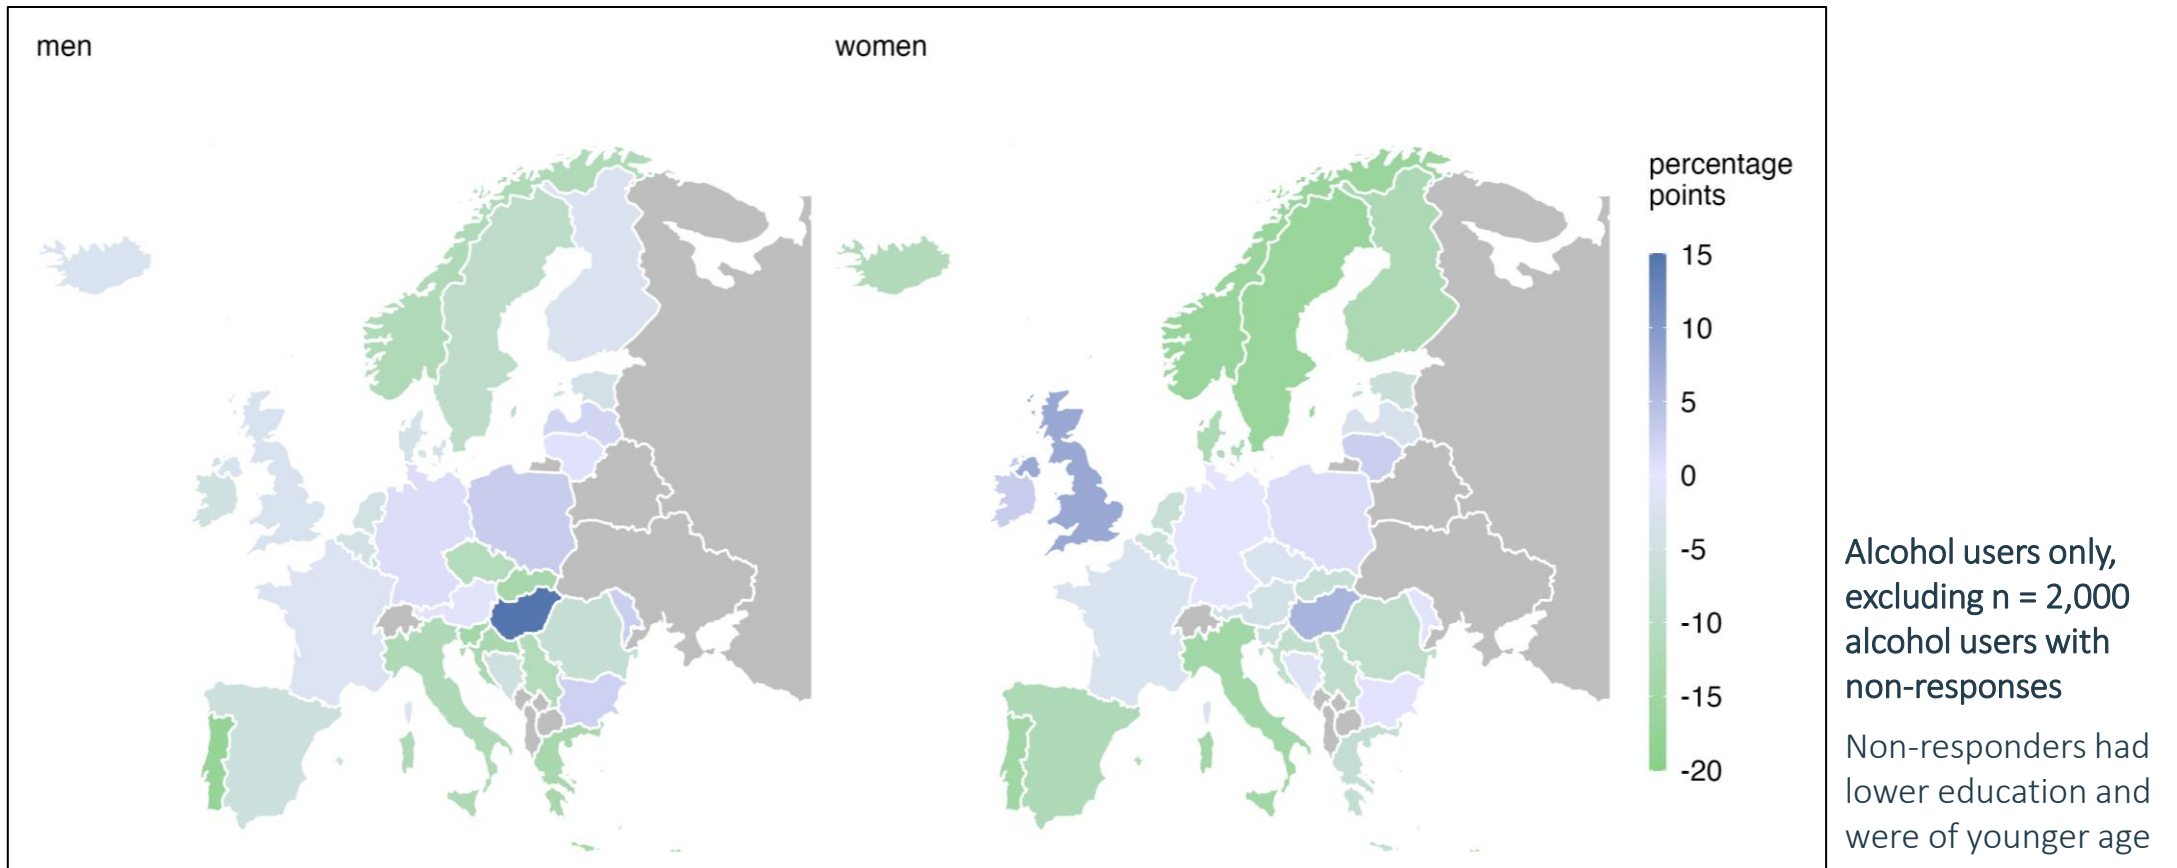 men
women
percentage
points
15
10
5
0
-5
-10
-15
-20
Alcohol users only,
excluding n = 2,000
alcohol users with
non-responses
Non-responders had
lower education and
were of younger age